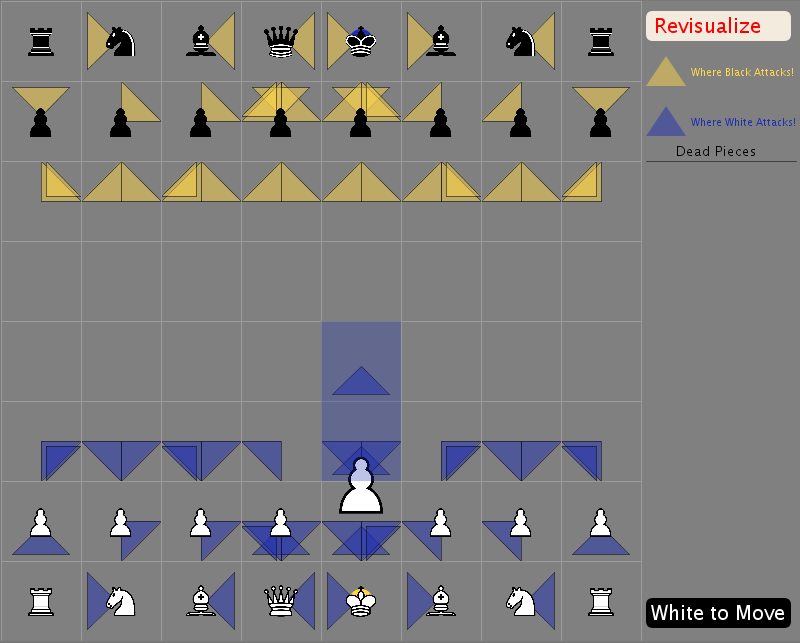 Revisualize
Where Black Attacks!
Where White Attacks!
Dead Pieces
White to Move